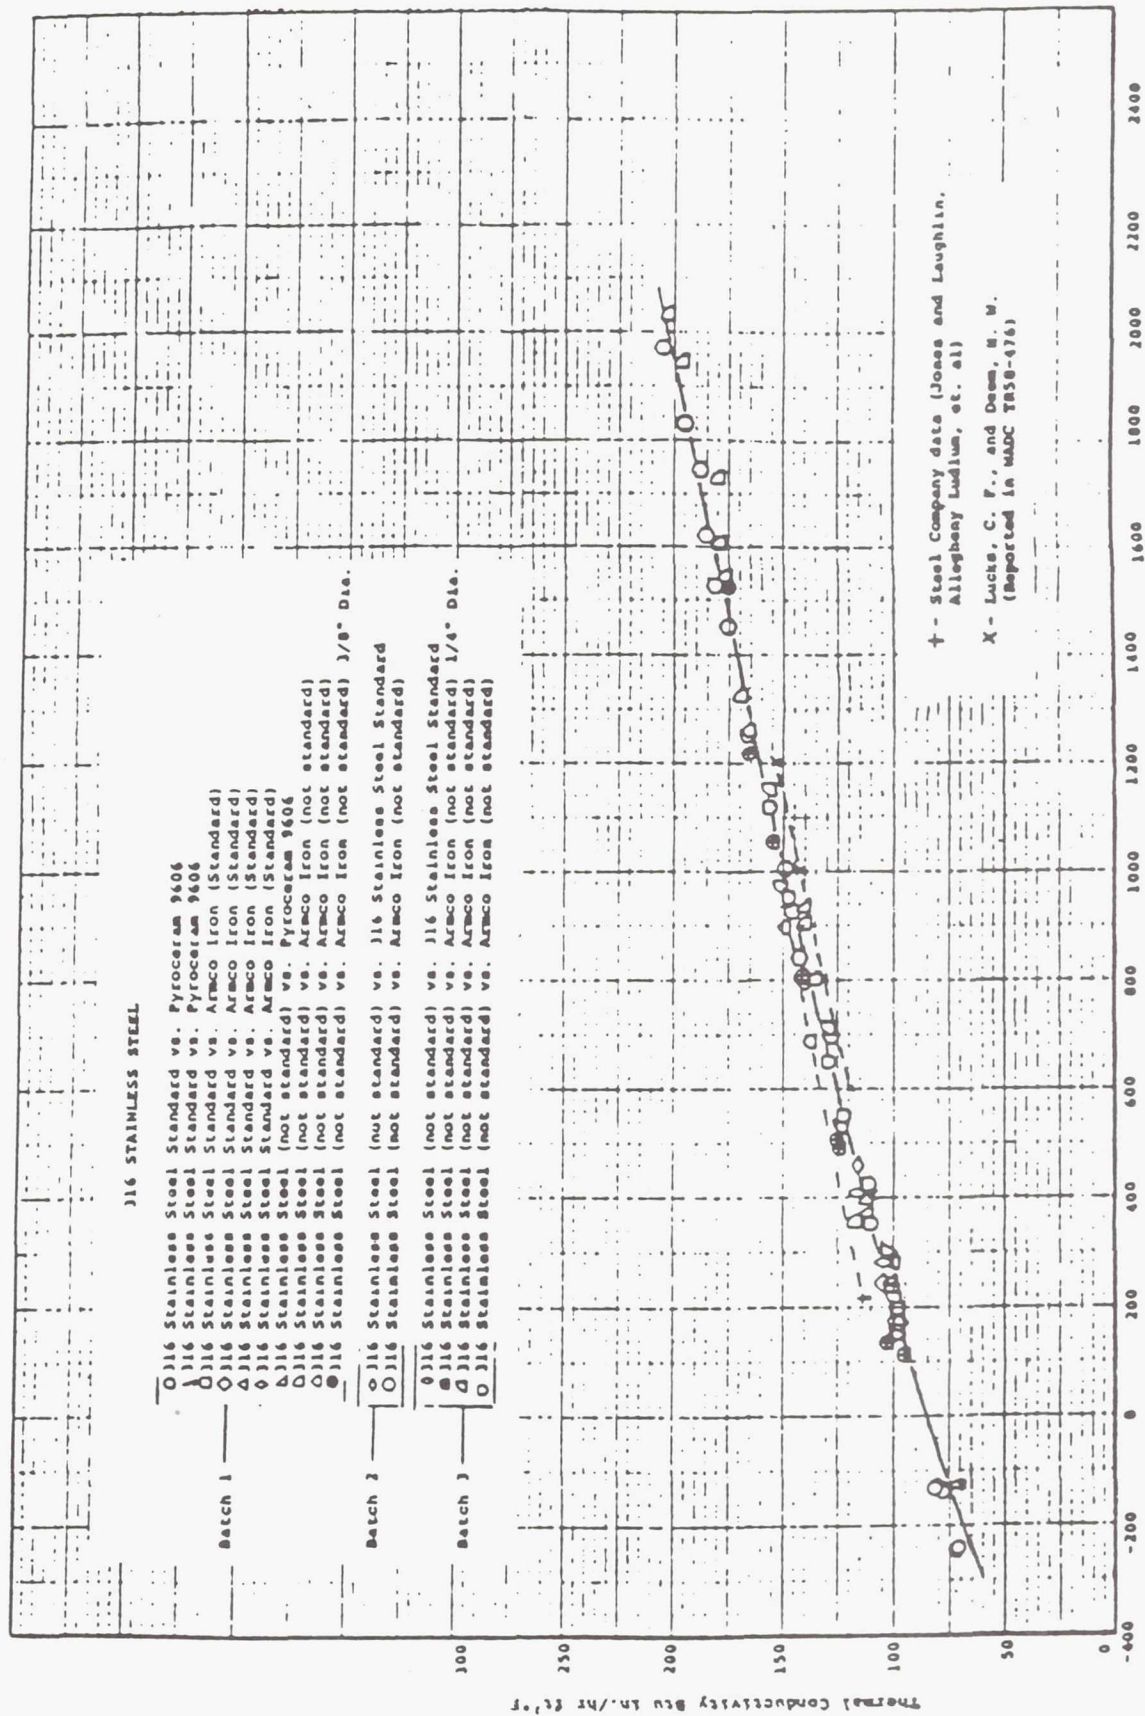 316 STAINLESS STEEL
Batch 1
316 Stainless Steel Standard vs. Pyroceram 9606
316 Stainless Steel Standard vs. Pyroceram 9606
316 Stainless Steel Standard vs. Armco Iron (Standard)
316 Stainless Steel Standard vs. Armco Iron (Standard)
316 Stainless Steel Standard vs. Armco Iron (Standard)
316 Stainless Steel Standard vs. Armco Iron (Standard)
316 Stainless Steel (not standard) vs. Pyroceram 9606
316 Stainless Steel (not standard) vs. Armco Iron (not standard)
316 Stainless Steel (not standard) vs. Armco Iron (not standard)
316 Stainless Steel (not standard) vs. Armco Iron (not standard) 3/8" Dia.
Batch 2
316 Stainless Steel (not standard) vs. 316 Stainless Steel Standard
316 Stainless Steel (not standard) vs. Armco Iron (not standard)
Batch 3
316 Stainless Steel (not standard) vs. 316 Stainless Steel Standard
316 Stainless Steel (not standard) vs. Armco Iron (not standard) 1/4" Dia.
316 Stainless Steel (not standard) vs. Armco Iron (not standard)
316 Stainless Steel (not standard) vs. Armco Iron (not standard)
+ - Steel Company data (Jones and Laughlin,
Allegheny Ludlum, et. al)
X - Lucks, C. F., and Deem, H. W.
(Reported in WADC TR58-476)
Thermal Conductivity Btu in./hr ft²°F
300
250
200
150
100
50
0
-400
-200
0
200
400
600
800
1000
1200
1400
1600
1800
2000
2200
2400